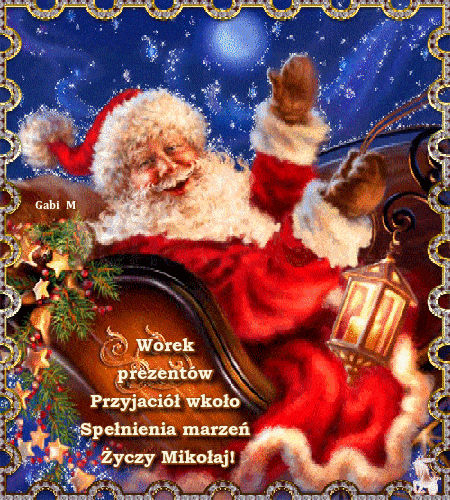 Gabi M
Worek
prezentów
Przyjaciół wkoło
Spełnienia marzeń
Życzy Mikołaj!